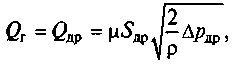 Qг = Qдр = μSдр√(2/ρ Δpдр),